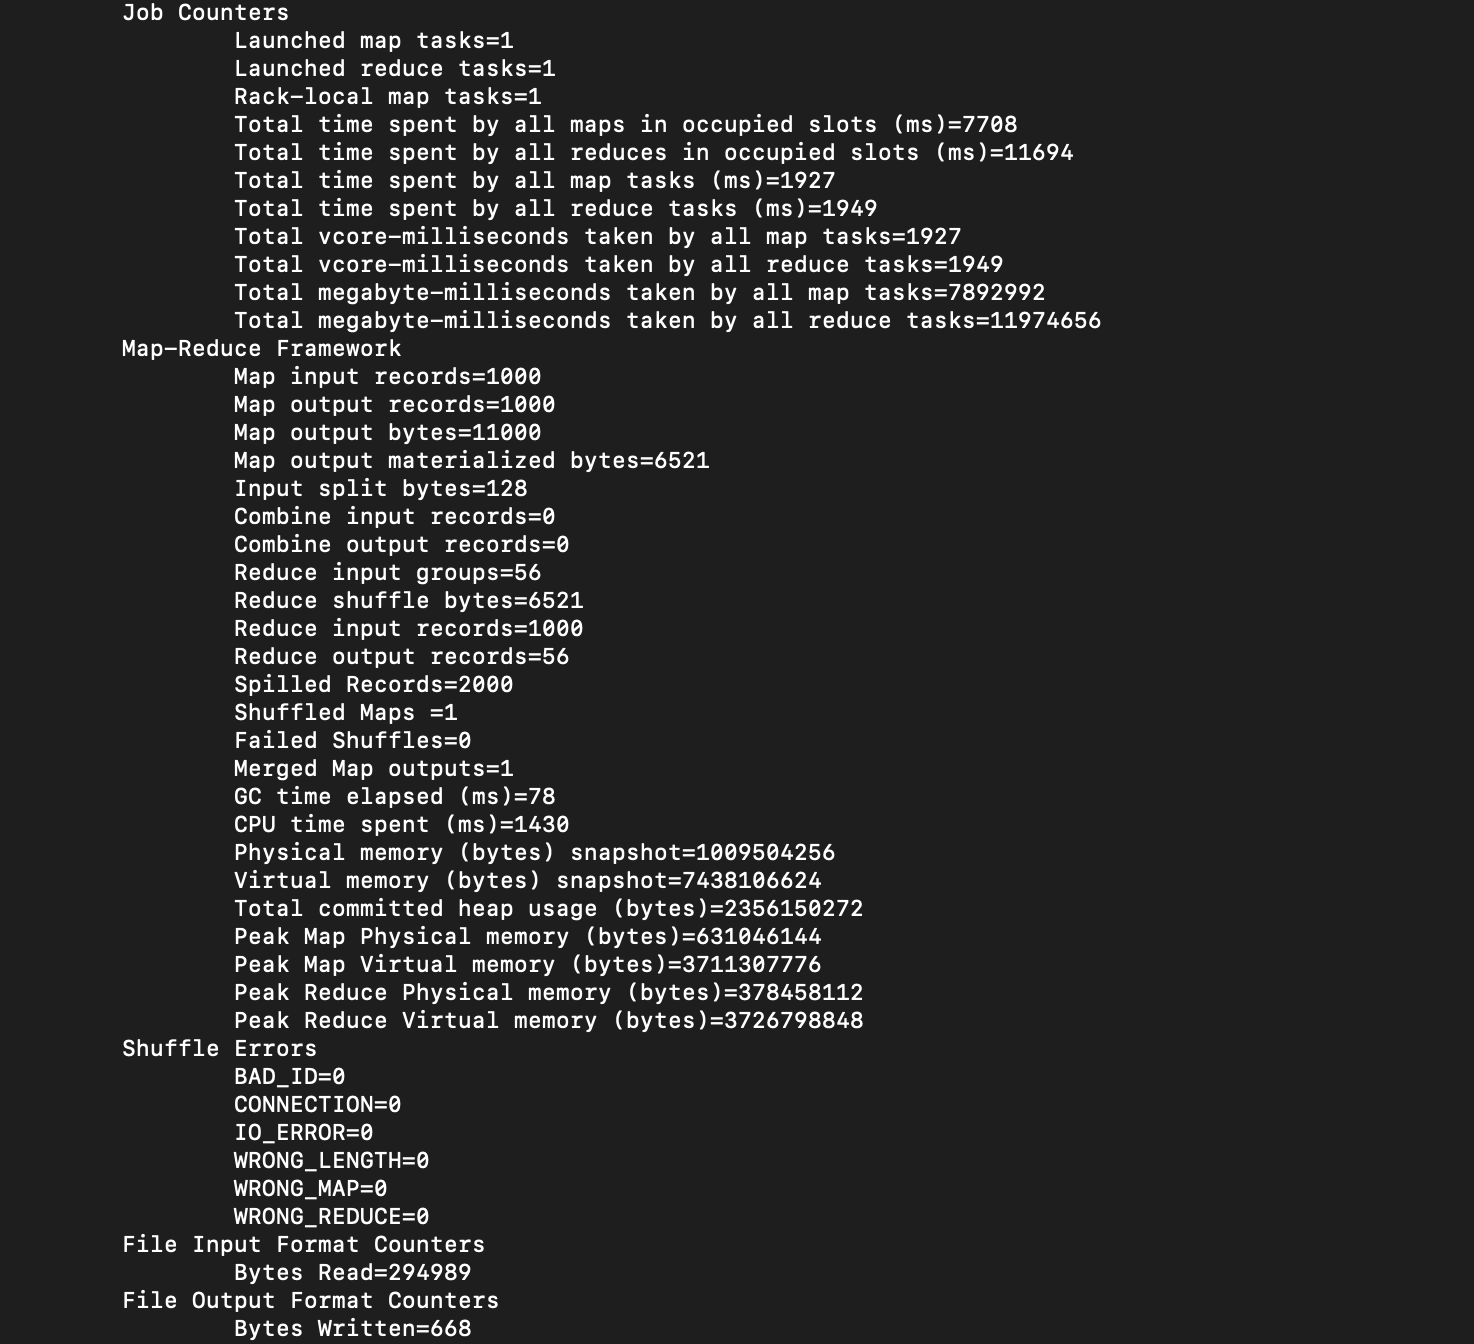 Job Counters
Launched map tasks=1
Launched reduce tasks=1
Rack-local map tasks=1
Total time spent by all maps in occupied slots (ms)=7708
Total time spent by all reduces in occupied slots (ms)=11694
Total time spent by all map tasks (ms)=1927
Total time spent by all reduce tasks (ms)=1949
Total vcore-milliseconds taken by all map tasks=1927
Total vcore-milliseconds taken by all reduce tasks=1949
Total megabyte-milliseconds taken by all map tasks=7892992
Total megabyte-milliseconds taken by all reduce tasks=11974656
Map-Reduce Framework
Map input records=1000
Map output records=1000
Map output bytes=11000
Map output materialized bytes=6521
Input split bytes=128
Combine input records=0
Combine output records=0
Reduce input groups=56
Reduce shuffle bytes=6521
Reduce input records=1000
Reduce output records=56
Spilled Records=2000
Shuffled Maps =1
Failed Shuffles=0
Merged Map outputs=1
GC time elapsed (ms)=78
CPU time spent (ms)=1430
Physical memory (bytes) snapshot=1009504256
Virtual memory (bytes) snapshot=7438106624
Total committed heap usage (bytes)=2356150272
Peak Map Physical memory (bytes)=631046144
Peak Map Virtual memory (bytes)=3711307776
Peak Reduce Physical memory (bytes)=378458112
Peak Reduce Virtual memory (bytes)=3726798848
Shuffle Errors
BAD_ID=0
CONNECTION=0
IO_ERROR=0
WRONG_LENGTH=0
WRONG_MAP=0
WRONG_REDUCE=0
File Input Format Counters
Bytes Read=294989
File Output Format Counters
Bytes Written=668